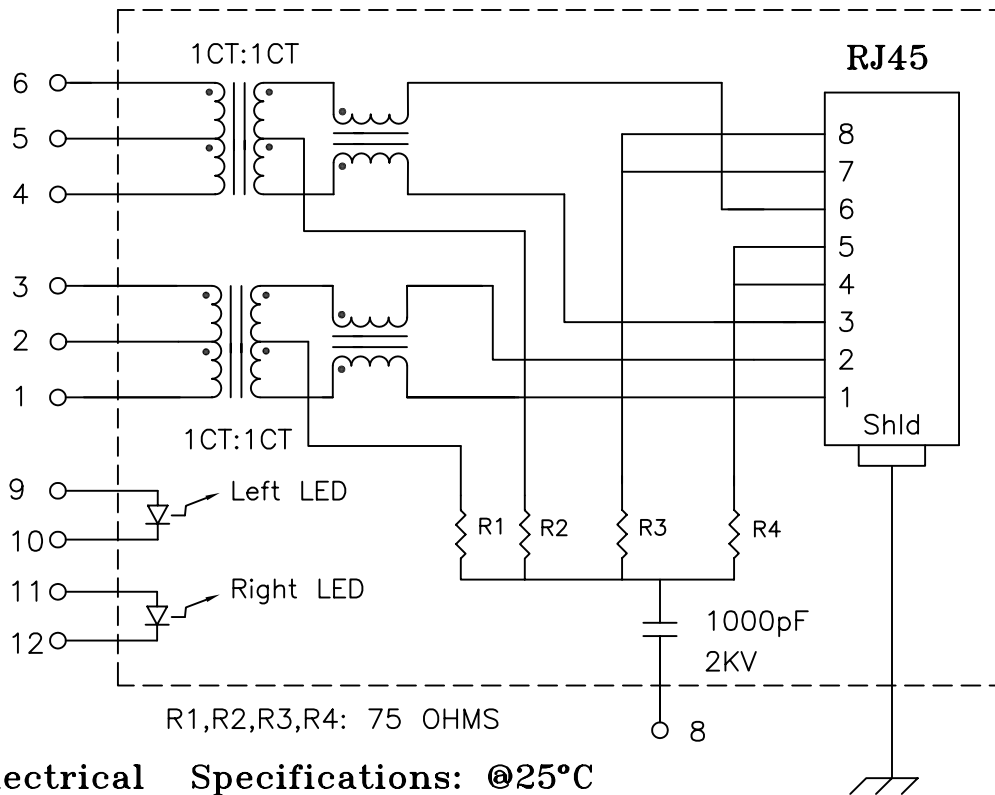 1CT:1CT
RJ45
6
5
4
3
2
1
8
7
6
5
4
3
2
1
Shld
1CT:1CT
9
10
Left LED
11
12
Right LED
R1
R2
R3
R4
1000pF
2KV
8
R1,R2,R3,R4: 75 OHMS
lectrical Specifications: @25°C